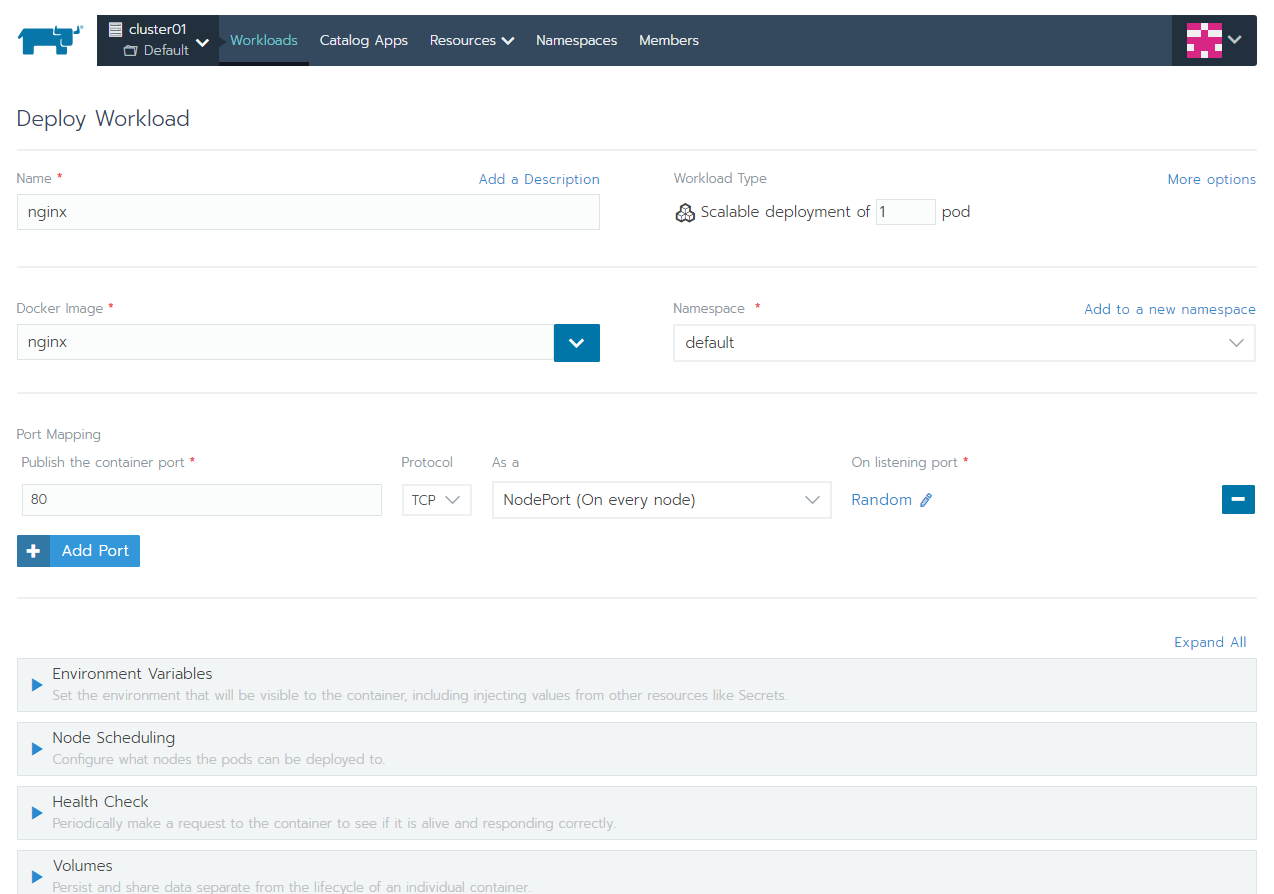 cluster01
Default
Workloads Catalog Apps Resources Namespaces Members
Deploy Workload
Name * Add a Description Workload Type More options
nginx Scalable deployment of 1 pod
Docker Image * Namespace * Add to a new namespace
nginx default
Port Mapping
Publish the container port * Protocol As a On listening port *
80 TCP NodePort (On every node) Random
Add Port
Expand All
Environment Variables
Set the environment that will be visible to the container, including injecting values from other resources like Secrets.
Node Scheduling
Configure what nodes the pods can be deployed to.
Health Check
Periodically make a request to the container to see if it is alive and responding correctly.
Volumes
Persist and share data separate from the lifecycle of an individual container.